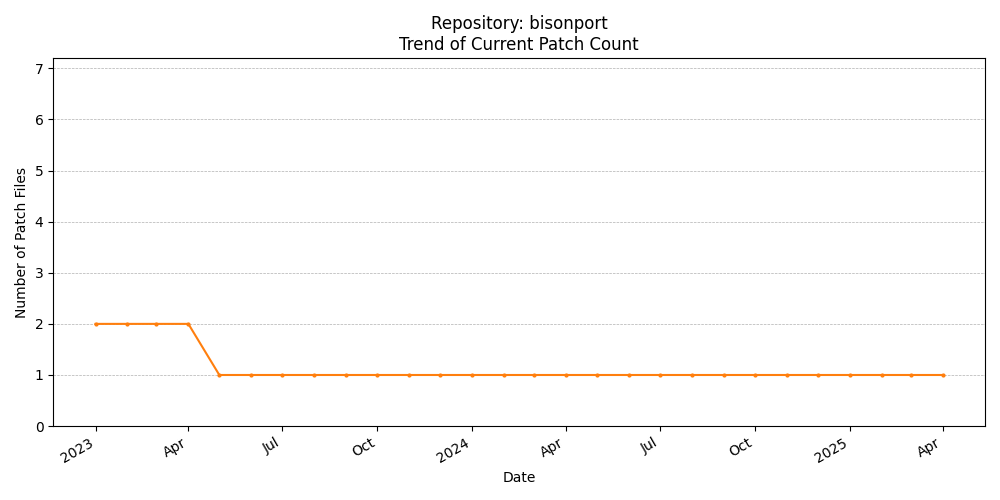 Repository: bisonport
Trend of Current Patch Count
Number of Patch Files
7
6
5
4
3
2
1
0
2023
Apr
Jul
Oct
2024
Apr
Jul
Oct
2025
Apr
Date